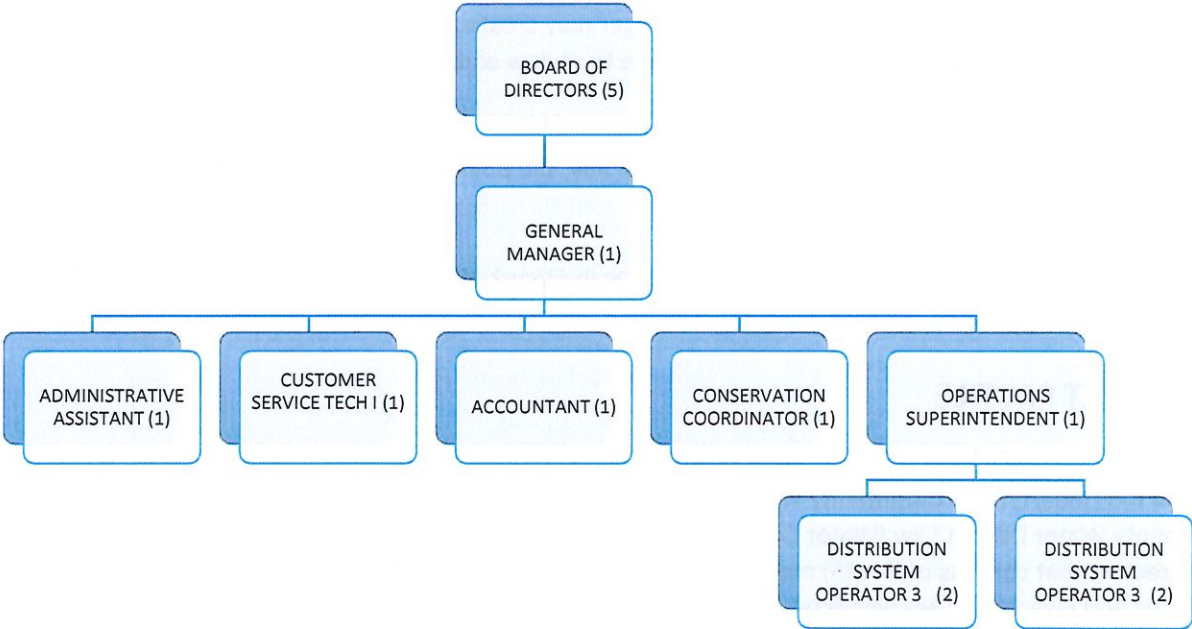 BOARD OF
DIRECTORS (5)
GENERAL
MANAGER (1)
ADMINISTRATIVE
ASSISTANT (1)
CUSTOMER
SERVICE TECH I (1)
ACCOUNTANT (1)
CONSERVATION
COORDINATOR (1)
OPERATIONS
SUPERINTENDENT (1)
DISTRIBUTION
SYSTEM
OPERATOR 3 (2)
DISTRIBUTION
SYSTEM
OPERATOR 3 (2)